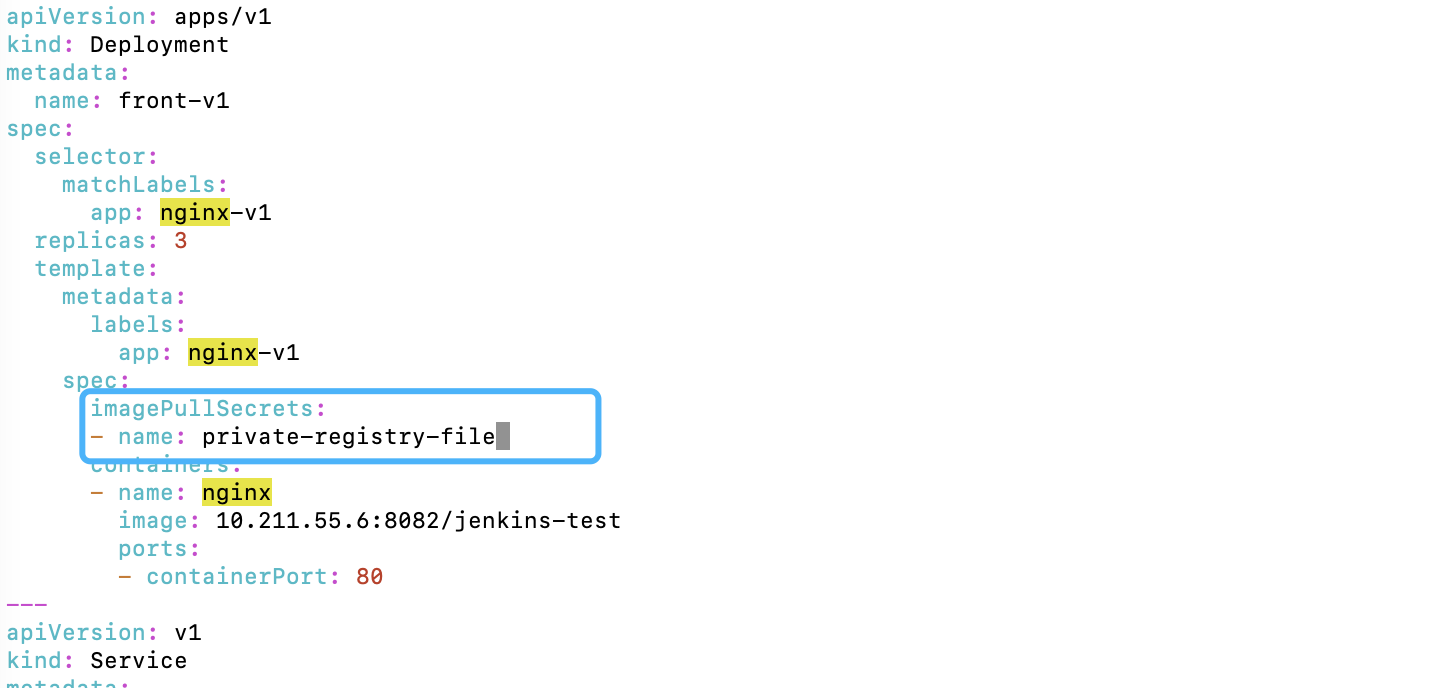 apiVersion: apps/v1
kind: Deployment
metadata:
  name: front-v1
spec:
  selector:
    matchLabels:
      app: nginx-v1
  replicas: 3
  template:
    metadata:
      labels:
        app: nginx-v1
    spec:
      imagePullSecrets:
      - name: private-registry-file
      containers:
      - name: nginx
        image: 10.211.55.6:8082/jenkins-test
        ports:
        - containerPort: 80
---
apiVersion: v1
kind: Service
metadata: